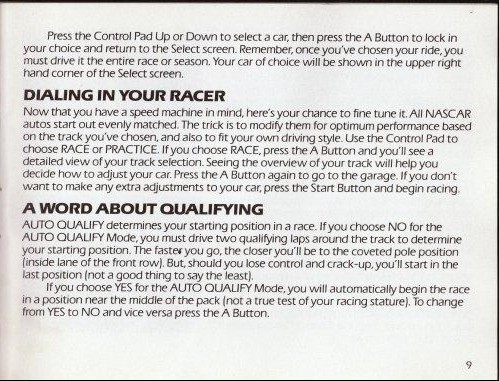 Press the Control Pad Up or Down to select a car, then press the A Button to lock in
your choice and return to the Select screen. Remember, once you've chosen your ride, you
must drive it the entire race or season. Your car of choice will be shown in the upper right
hand corner of the Select screen.
DIALING IN YOUR RACER
Now that you have a speed machine in mind, here's your chance to fine tune it. All NASCAR
autos start out evenly matched. The trick is to modify them for optimum performance based
on the track you've chosen, and also to fit your own driving style. Use the Control Pad to
choose RACE or PRACTICE. If you choose RACE, press the A Button and you'll see a
detailed view of your track selection. Seeing the overview of your track will help you
decide how to adjust your car. Press the A Button again to go to the garage. If you don't
want to make any extra adjustments to your car, press the Start Button and begin racing.
A WORD ABOUT QUALIFYING
AUTO QUALIFY determines your starting position in a race. If you choose NO for the
AUTO QUALIFY Mode, you must drive two qualifying laps around the track to determine
your starting position. The faster you go, the closer you'll be to the coveted pole position
(inside lane of the front row). But, should you lose control and crack-up, you'll start in the
last position (not a good thing to say the least).
If you choose YES for the AUTO QUALIFY Mode, you will automatically begin the race
in a position near the middle of the pack (not a true test of your racing stature). To change
from YES to NO and vice versa press the A Button.
9